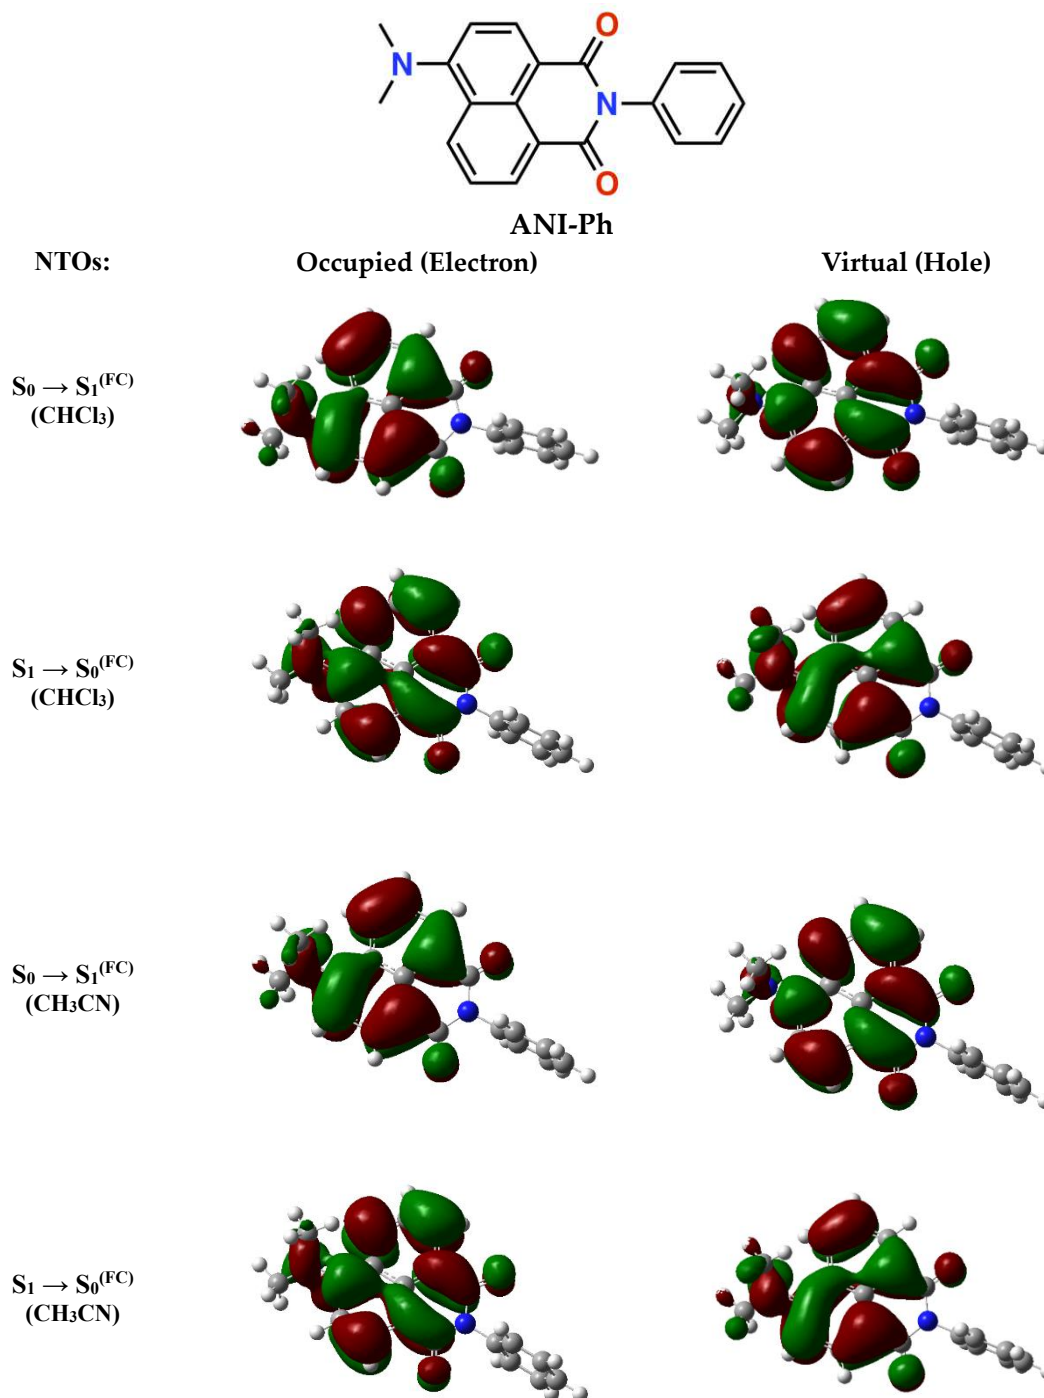 O
N
N
O
ANI-Ph
NTOs: Occupied (Electron) Virtual (Hole)
S₀ → S₁⁽ᶠᶜ⁾
(CHCl₃)
S₁ → S₀⁽ᶠᶜ⁾
(CHCl₃)
S₀ → S₁⁽ᶠᶜ⁾
(CH₃CN)
S₁ → S₀⁽ᶠᶜ⁾
(CH₃CN)